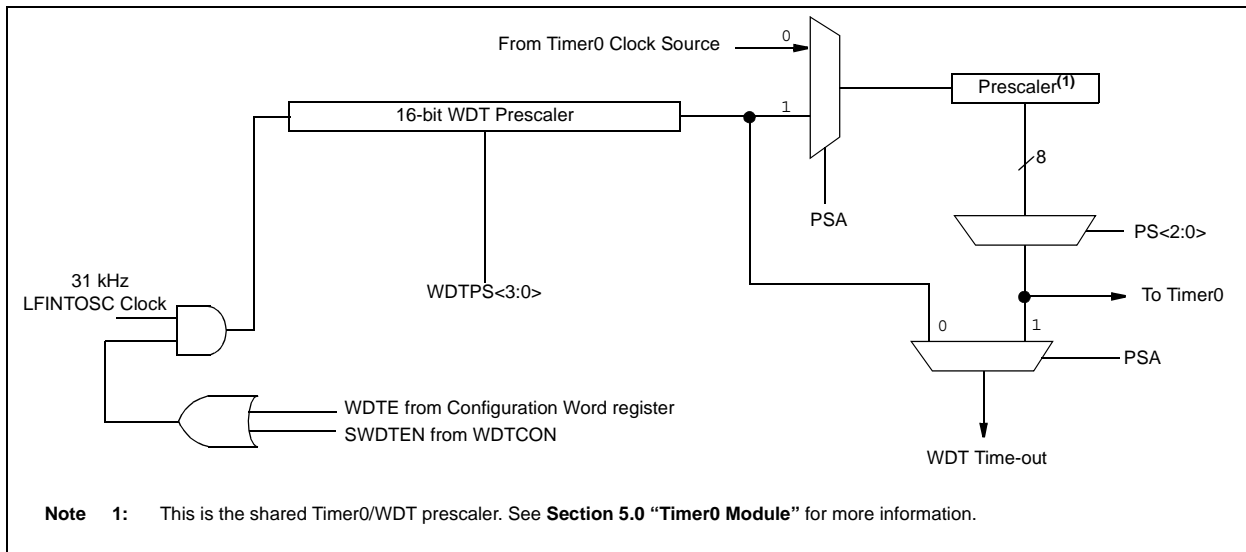 From Timer0 Clock Source
0
1
Prescaler(1)
16-bit WDT Prescaler
8
PSA
PS<2:0>
31 kHz
LFINTOSC Clock
WDTPS<3:0>
To Timer0
0
1
PSA
WDTE from Configuration Word register
SWDTEN from WDTCON
WDT Time-out
Note 1: This is the shared Timer0/WDT prescaler. See Section 5.0 “Timer0 Module” for more information.